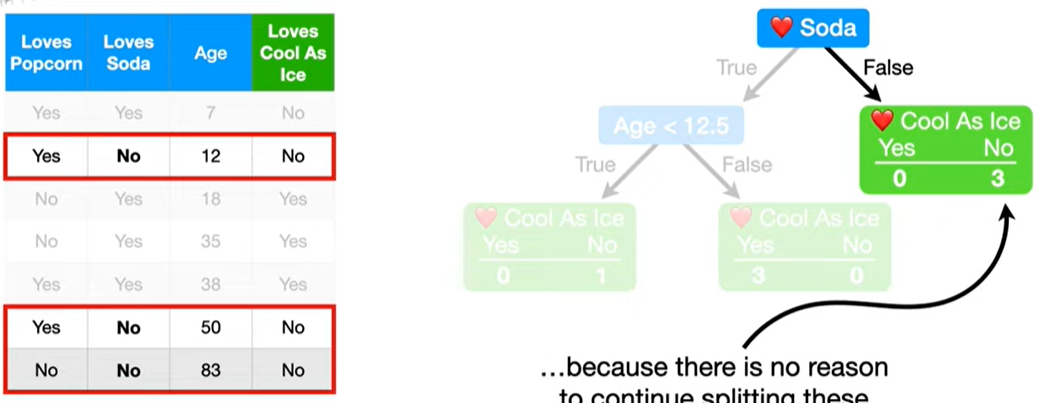 Loves Popcorn
Loves Soda
Age
Loves Cool As Ice
Yes Yes 7 No
Yes No 12 No
No Yes 18 Yes
No Yes 35 Yes
Yes Yes 38 Yes
Yes No 50 No
No No 83 No
❤️ Soda
True
False
Age < 12.5
True
False
❤️ Cool As Ice
Yes No
0 3
❤️ Cool As Ice
Yes No
0 1
❤️ Cool As Ice
Yes No
3 0
...because there is no reason
to continue splitting these